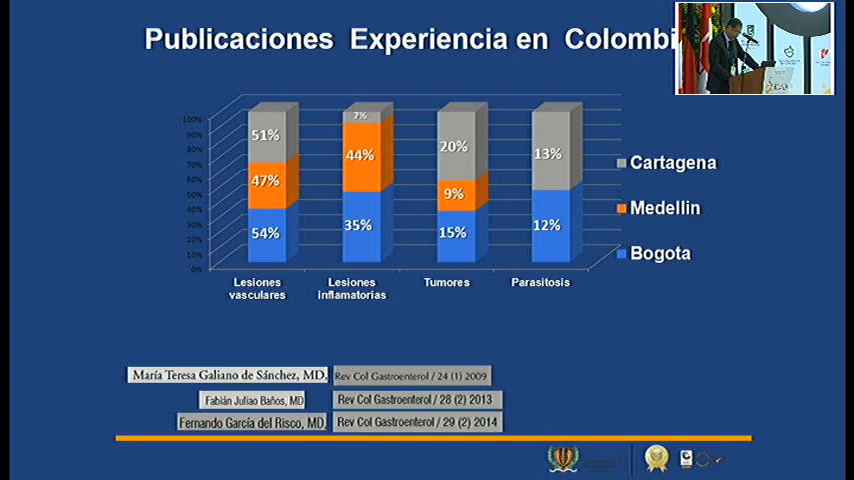 Publicaciones Experiencia en Colombi
100%
90%
80%
70%
60%
50%
40%
30%
20%
10%
0%
51%
47%
54%
7%
44%
35%
20%
9%
15%
13%
12%
Cartagena
Medellin
Bogota
Lesiones
vasculares
Lesiones
inflamatorias
Tumores
Parasitosis
María Teresa Galiano de Sánchez, MD,
Rev Col Gastroenterol / 24 (1) 2009
Fabián Juliao Baños, MD
Rev Col Gastroenterol / 28 (2) 2013
Fernando García del Risco, MD,
Rev Col Gastroenterol / 29 (2) 2014